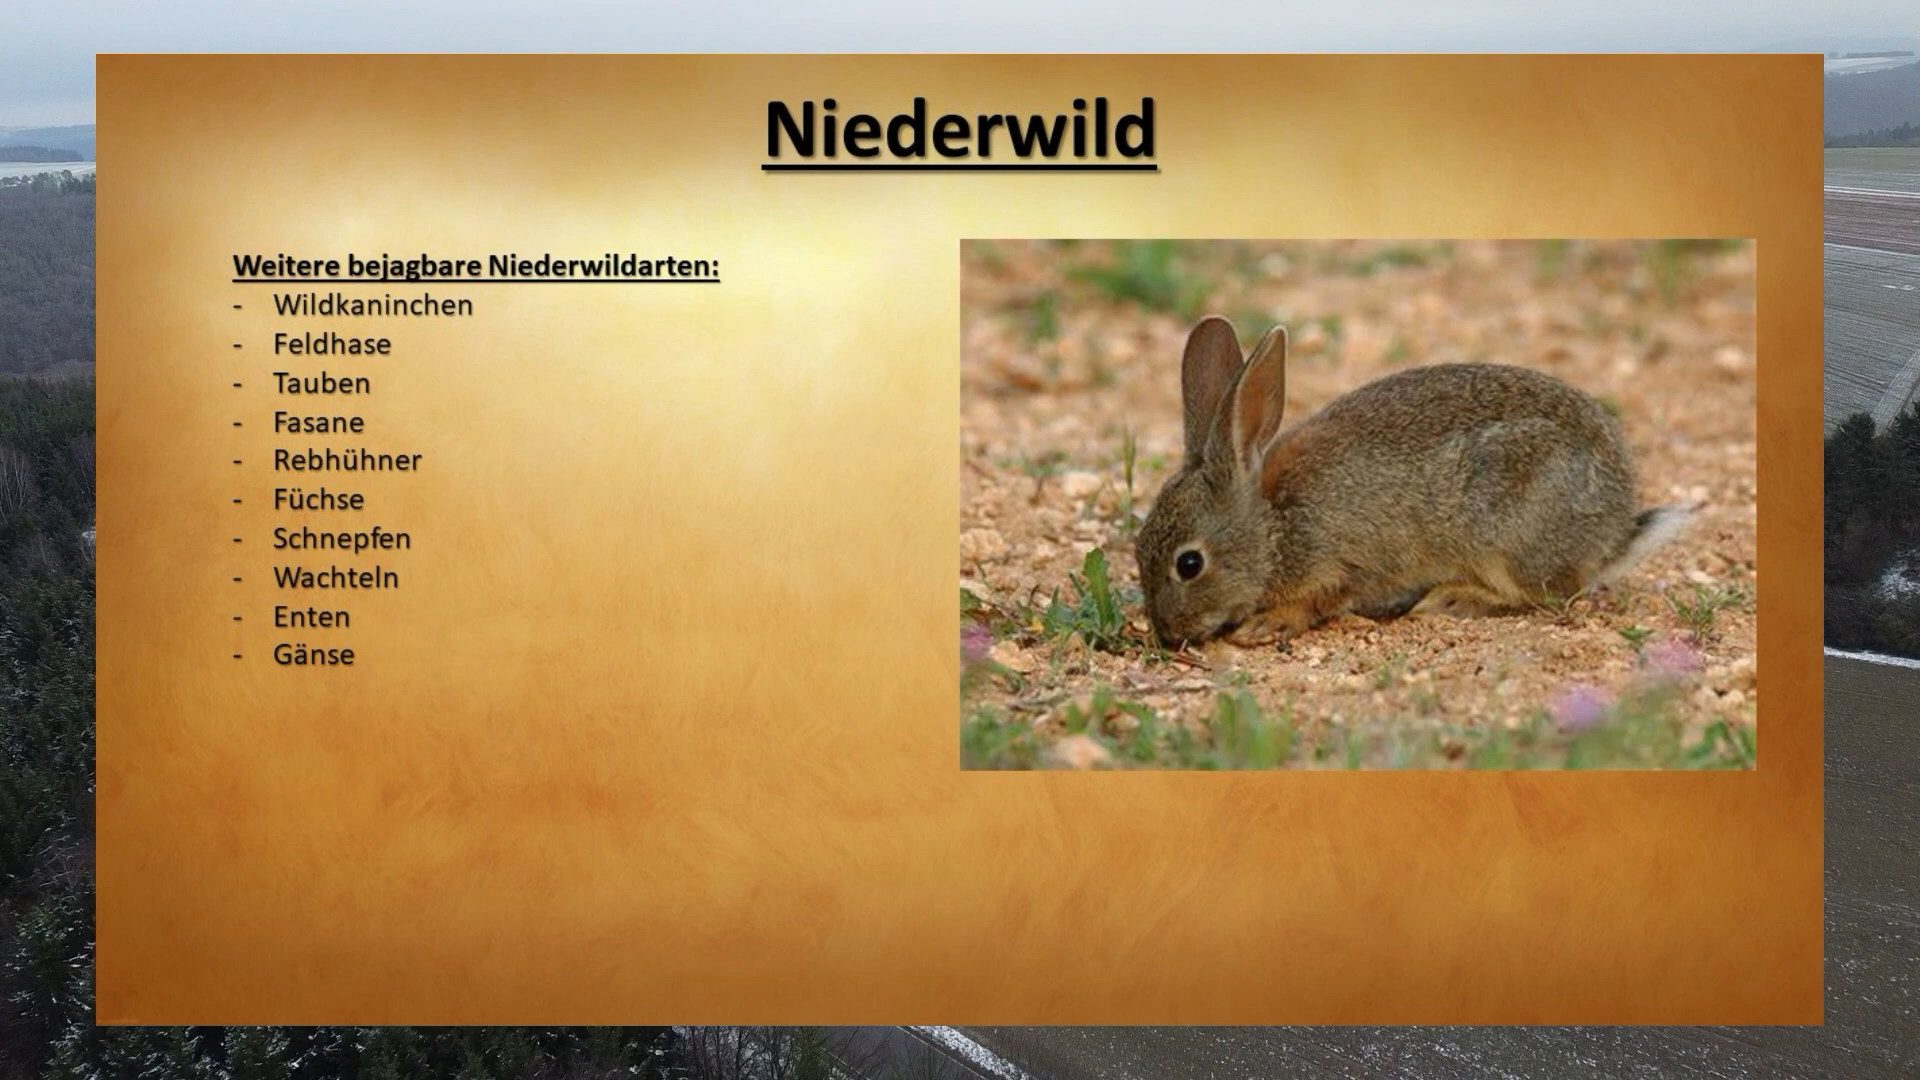 Niederwild
Weitere bejagbare Niederwildarten:
- Wildkaninchen
- Feldhase
- Tauben
- Fasane
- Rebhühner
- Füchse
- Schnepfen
- Wachteln
- Enten
- Gänse